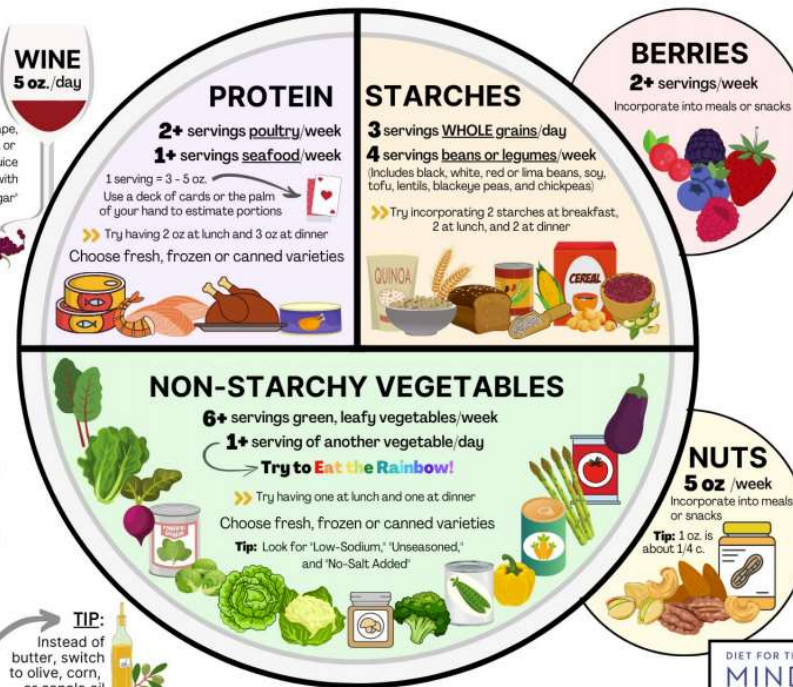 WINE
5 oz./day
ape,
or
uice
with
gar"
PROTEIN
2+ servings poultry/week
1+ servings seafood/week
1 serving = 3 - 5 oz.
Use a deck of cards or the palm
of your hand to estimate portions
Try having 2 oz at lunch and 3 oz at dinner
Choose fresh, frozen or canned varieties
STARCHES
3 servings WHOLE grains/day
4 servings beans or legumes/week
(Includes black, white, red or lima beans, soy,
tofu, lentils, blackeye peas, and chickpeas)
Try incorporating 2 starches at breakfast,
2 at lunch, and 2 at dinner
QUINOA
CEREAL
BERRIES
2+ servings/week
Incorporate into meals or snacks
NON-STARCHY VEGETABLES
6+ servings green, leafy vegetables/week
1+ serving of another vegetable/day
Try to Eat the Rainbow!
Try having one at lunch and one at dinner
Choose fresh, frozen or canned varieties
Tip: Look for "Low-Sodium," "Unseasoned,"
and "No-Salt Added"
NUTS
5 oz /week
Incorporate into meals
or snacks
Tip: 1 oz. is
about 1/4 c.
TIP:
Instead of
butter, switch
to olive, corn,
or canola oil
DIET FOR TH
MIND